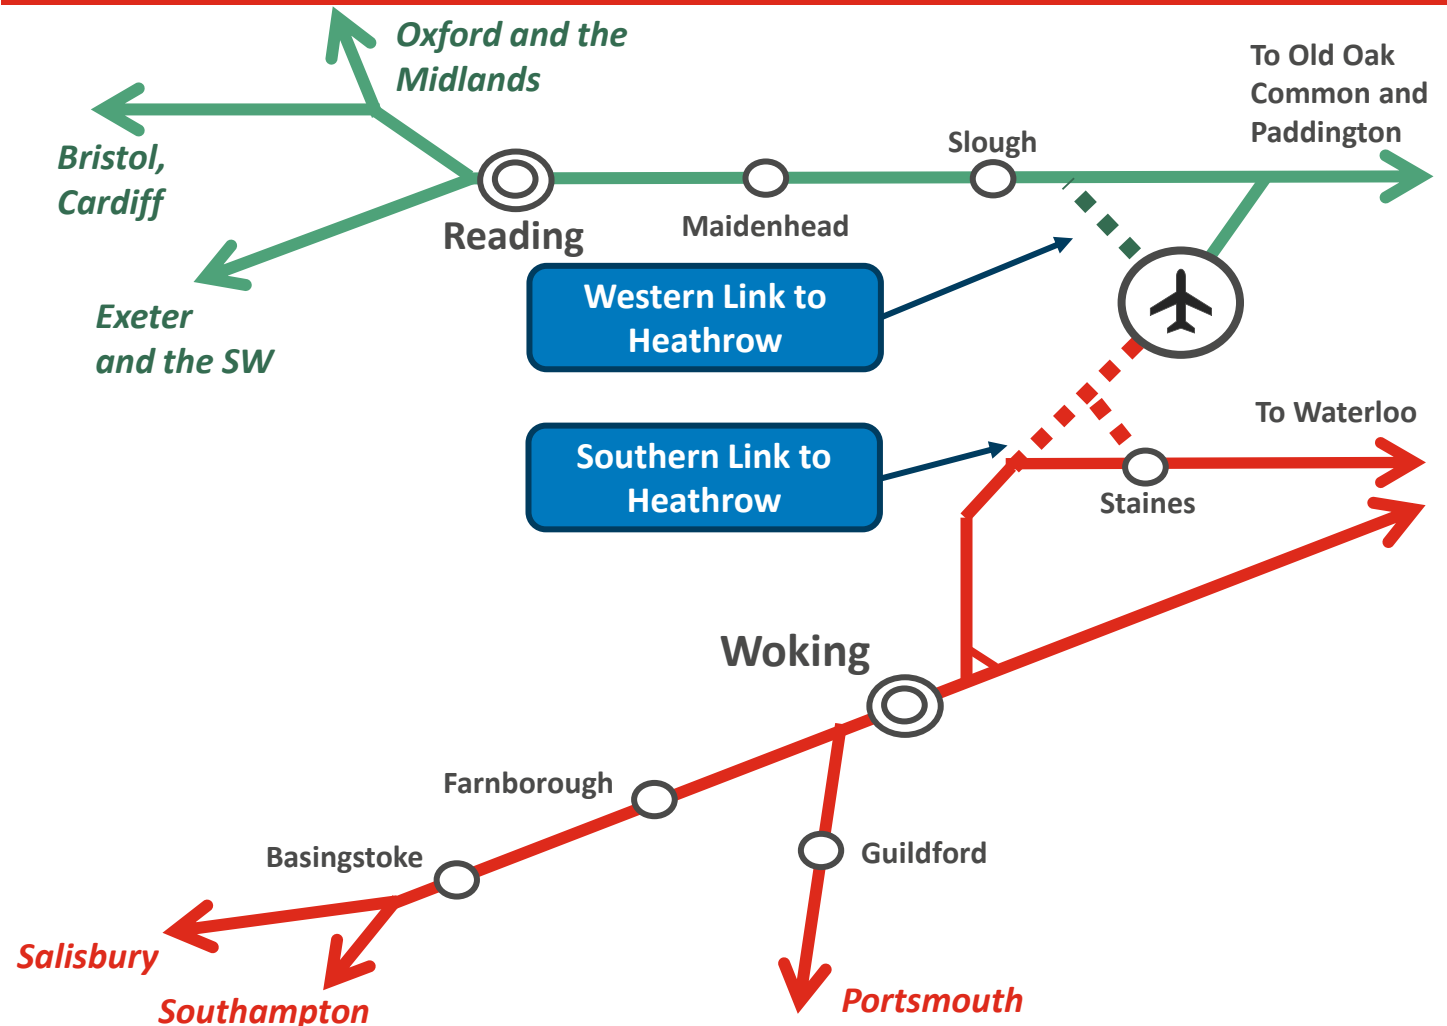 Oxford and the
Midlands
To Old Oak
Common and
Paddington
Bristol,
Cardiff
Slough
Reading
Maidenhead
Western Link to
Heathrow
Exeter
and the SW
To Waterloo
Southern Link to
Heathrow
Staines
Woking
Farnborough
Guildford
Basingstoke
Salisbury
Southampton
Portsmouth